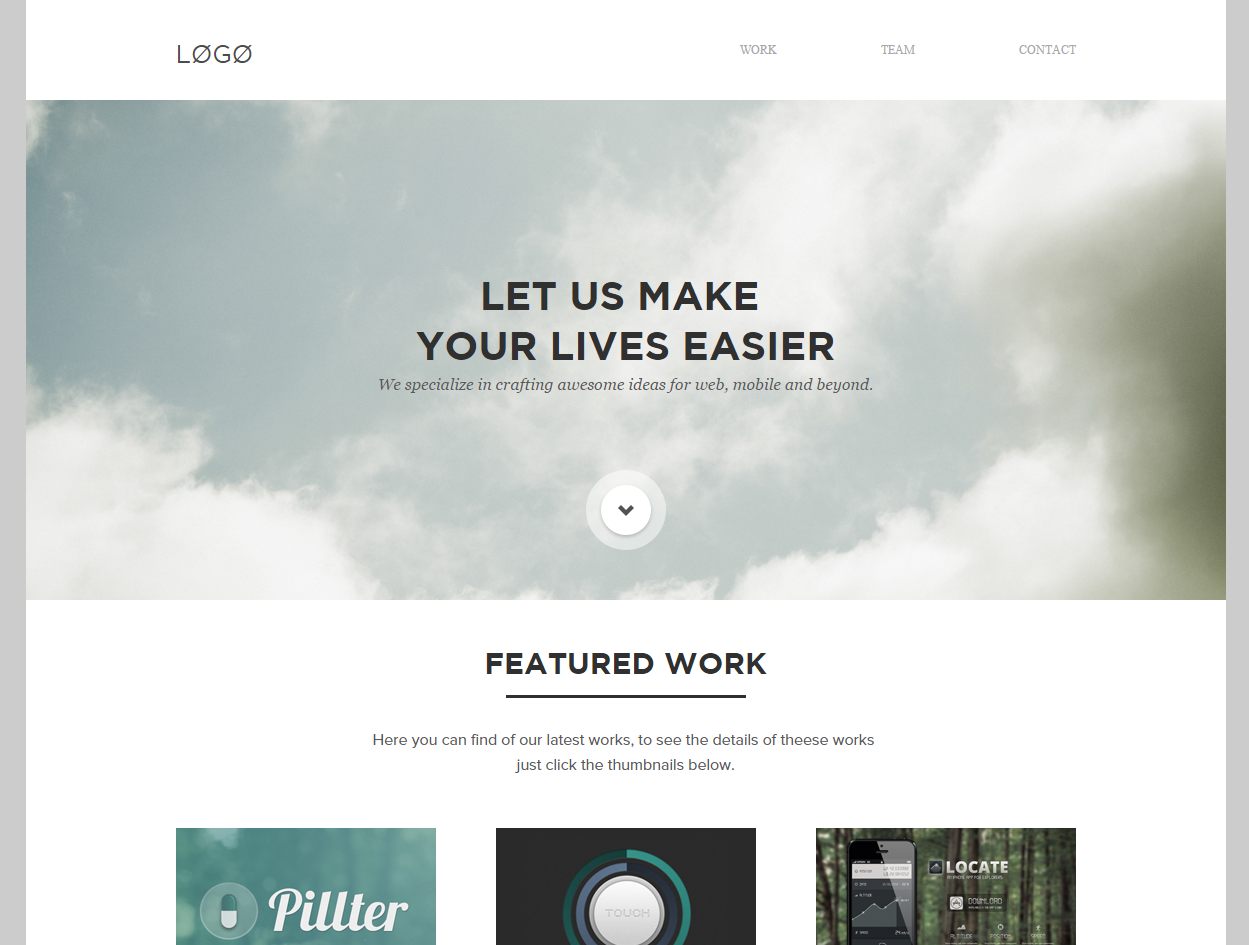 LØGØ
WORK
TEAM
CONTACT
LET US MAKE
YOUR LIVES EASIER
We specialize in crafting awesome ideas for web, mobile and beyond.
FEATURED WORK
Here you can find of our latest works, to see the details of theese works
just click the thumbnails below.
Pillter
TOUCH
LOCATE
DOWNLOAD